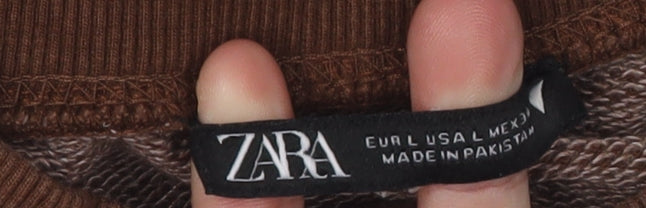 ZARA
EUR L USA L MEX
MADE IN PAKISTAN